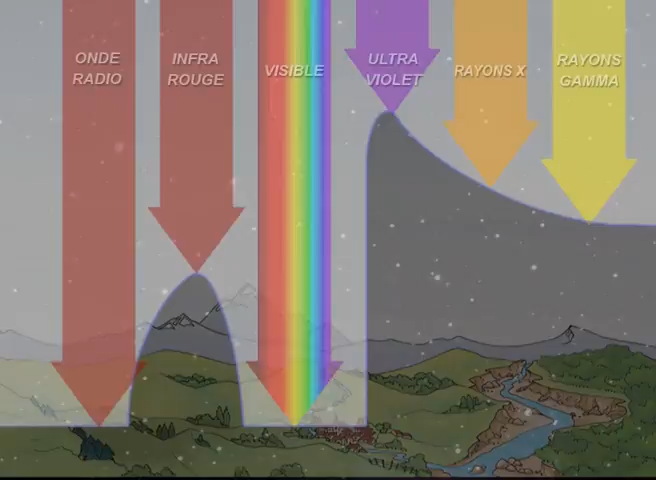 ONDE
RADIO
INFRA
ROUGE
VISIBLE
ULTRA
VIOLET
RAYONS X
RAYONS
GAMMA